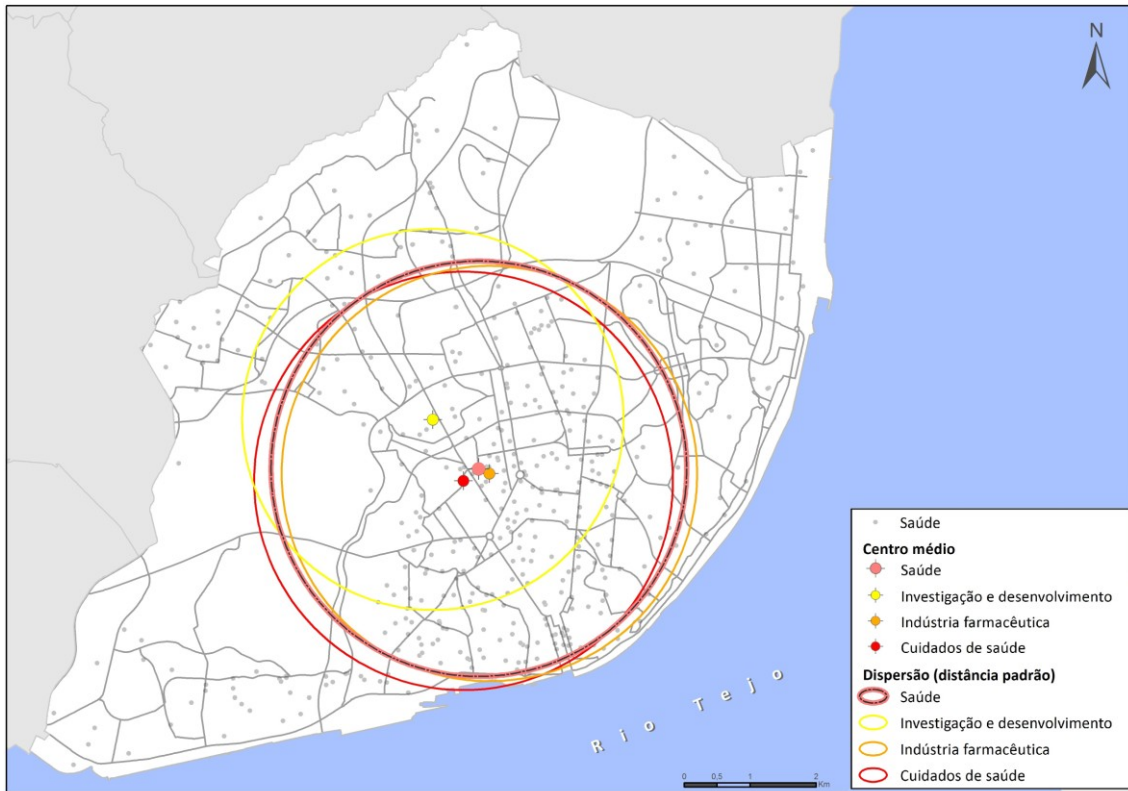 N
Saúde
Centro médio
Saúde
Investigação e desenvolvimento
Indústria farmacêutica
Cuidados de saúde
Dispersão (distância padrão)
Saúde
Investigação e desenvolvimento
Indústria farmacêutica
Cuidados de saúde
Rio Tejo
0 0,5 1 2
Km